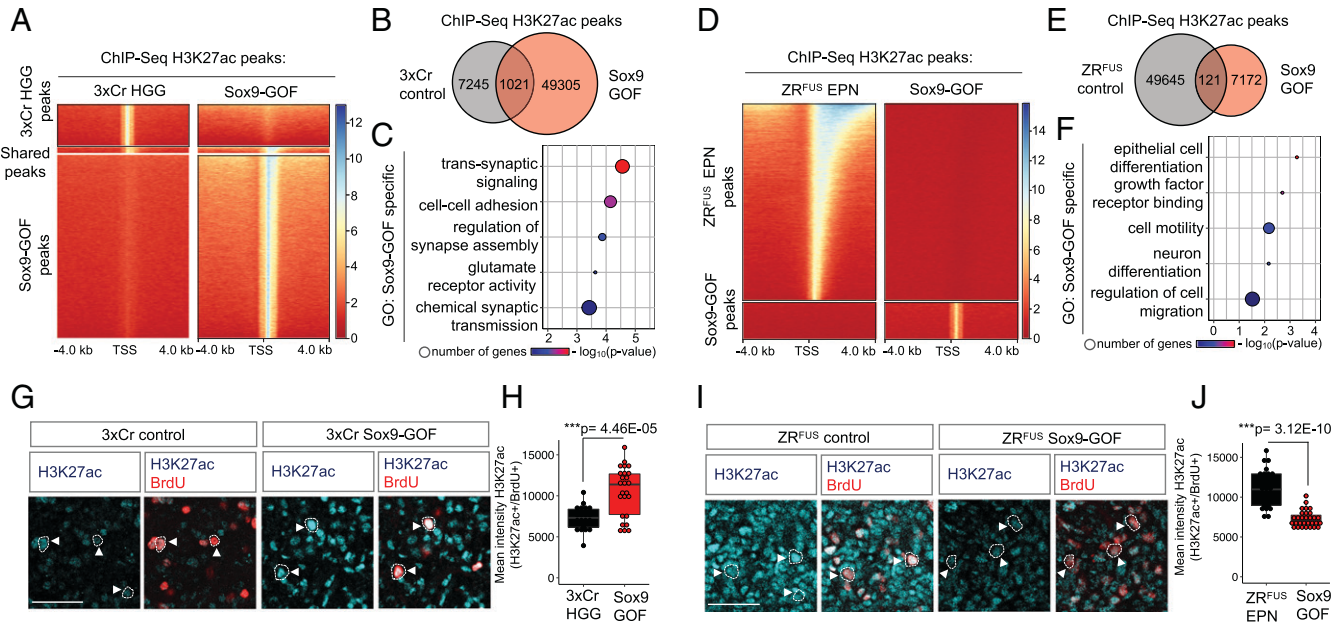 A
ChIP-Seq H3K27ac peaks:
3xCr HGG
Sox9-GOF
3xCr HGG
peaks
Shared
peaks
Sox9-GOF
peaks
-4.0 kb
TSS
4.0 kb
-4.0 kb
TSS
4.0 kb
12
10
8
6
4
2
0
B
ChIP-Seq H3K27ac peaks
3xCr
control
7245
1021
49305
Sox9
GOF
C
GO: Sox9-GOF specific
trans-synaptic
signaling
cell-cell adhesion
regulation of
synapse assembly
glutamate
receptor activity
chemical synaptic
transmission
2
3
4
5
number of genes
- log10(p-value)
D
ChIP-Seq H3K27ac peaks:
ZRFUS EPN
Sox9-GOF
ZRFUS EPN
peaks
Sox9-GOF
peaks
-4.0 kb
TSS
4.0 kb
-4.0 kb
TSS
4.0 kb
14
12
10
8
6
4
2
0
E
ChIP-Seq H3K27ac peaks
ZRFUS
control
49645
121
7172
Sox9
GOF
F
GO: Sox9-GOF specific
epithelial cell
differentiation
growth factor
receptor binding
cell motility
neuron
differentiation
regulation of cell
migration
0
1
2
3
4
number of genes
- log10(p-value)
G
3xCr control
3xCr Sox9-GOF
H3K27ac
H3K27ac
BrdU
H3K27ac
H3K27ac
BrdU
H
***p= 4.46E-05
Mean intensity H3K27ac
(H3K27ac+/BrdU+)
15000
10000
5000
0
3xCr
HGG
Sox9
GOF
I
ZRFUS control
ZRFUS Sox9-GOF
H3K27ac
H3K27ac
BrdU
H3K27ac
H3K27ac
BrdU
J
***p= 3.12E-10
Mean intensity H3K27ac
(H3K27ac+/BrdU+)
15000
10000
5000
0
ZRFUS
EPN
Sox9
GOF